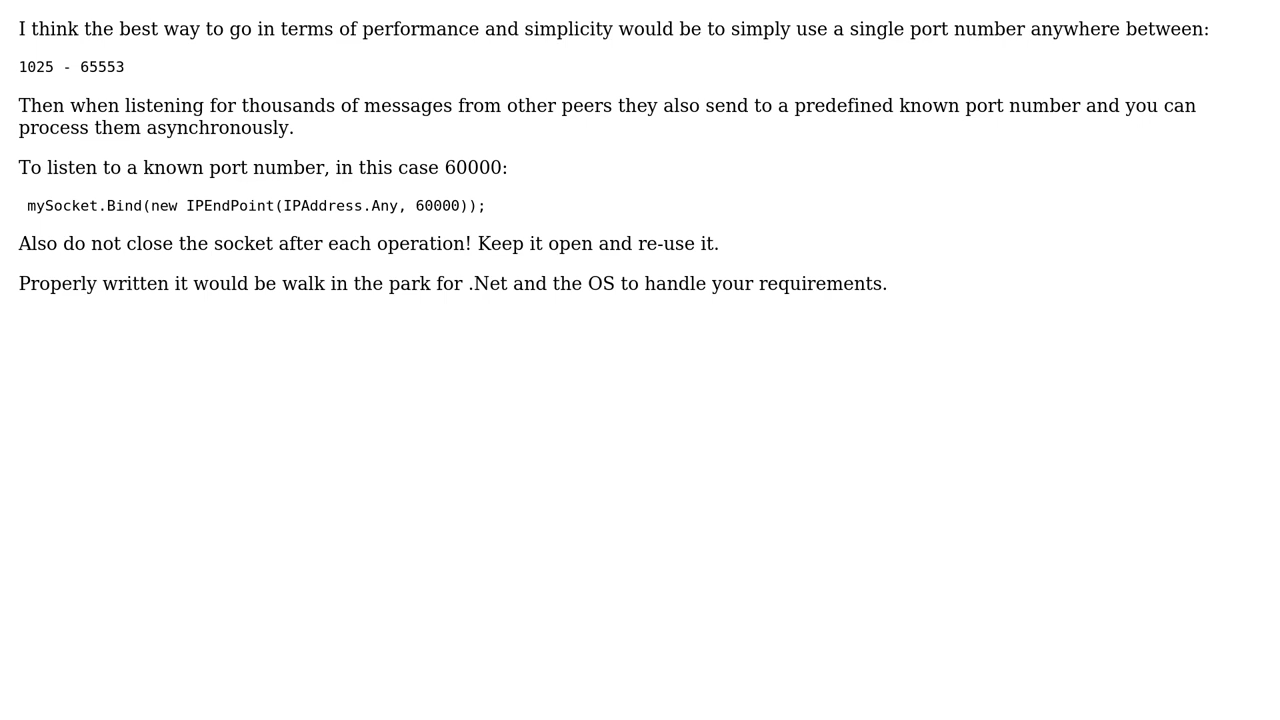 I think the best way to go in terms of performance and simplicity would be to simply use a single port number anywhere between:
1025 - 65553
Then when listening for thousands of messages from other peers they also send to a predefined known port number and you can
process them asynchronously.
To listen to a known port number, in this case 60000:
mySocket.Bind(new IPEndPoint(IPAddress.Any, 60000));
Also do not close the socket after each operation! Keep it open and re-use it.
Properly written it would be walk in the park for .Net and the OS to handle your requirements.